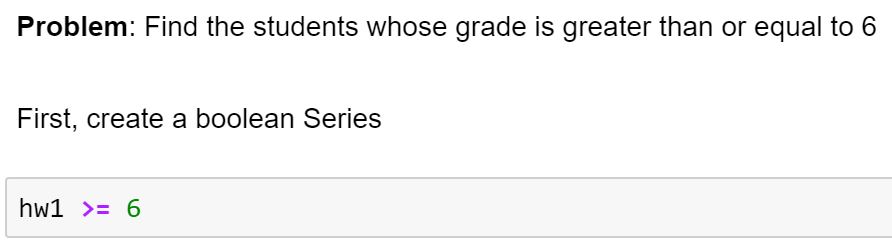 Problem: Find the students whose grade is greater than or equal to 6
First, create a boolean Series
hw1 >= 6